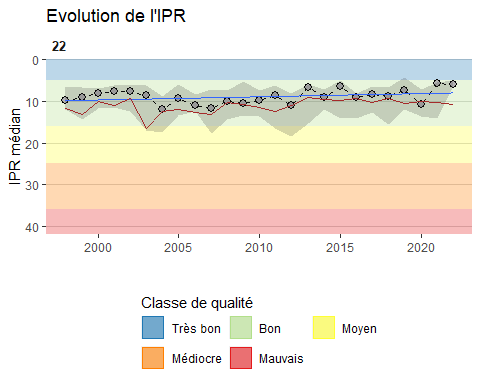 Evolution de l'IPR
22
IPR médian
0
10
20
30
40
2000
2005
2010
2015
2020
Classe de qualité
Très bon
Bon
Moyen
Médiocre
Mauvais